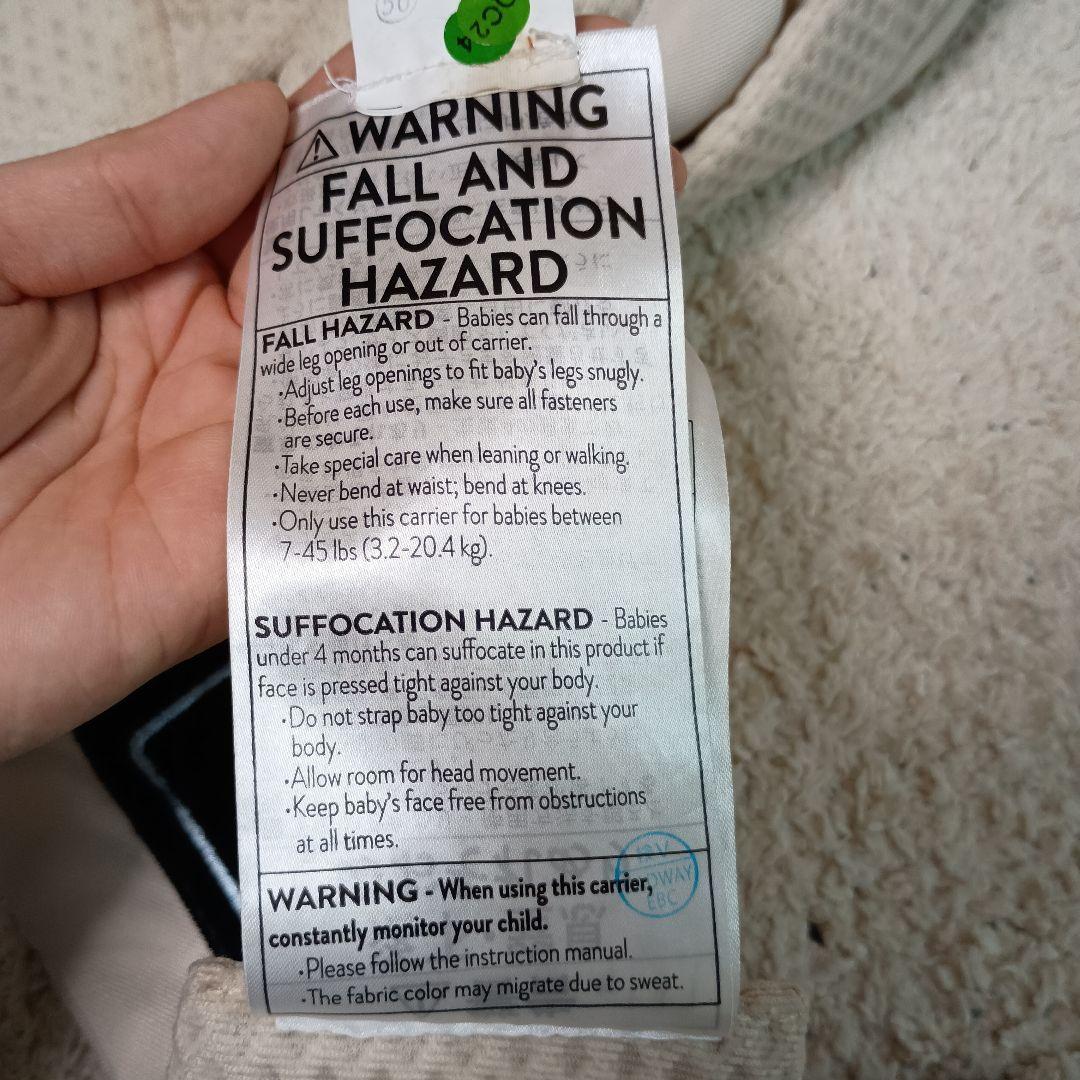 50
OC24
WARNING
FALL AND
SUFFOCATION
HAZARD
FALL HAZARD - Babies can fall through a
wide leg opening or out of carrier.
·Adjust leg openings to fit baby's legs snugly.
·Before each use, make sure all fasteners
are secure.
·Take special care when leaning or walking.
·Never bend at waist; bend at knees.
·Only use this carrier for babies between
7-45 lbs (3.2-20.4 kg).
SUFFOCATION HAZARD - Babies
under 4 months can suffocate in this product if
face is pressed tight against your body.
·Do not strap baby too tight against your
body.
·Allow room for head movement.
·Keep baby's face free from obstructions
at all times.
WARNING - When using this carrier,
constantly monitor your child.
·Please follow the instruction manual.
·The fabric color may migrate due to sweat.
EBC